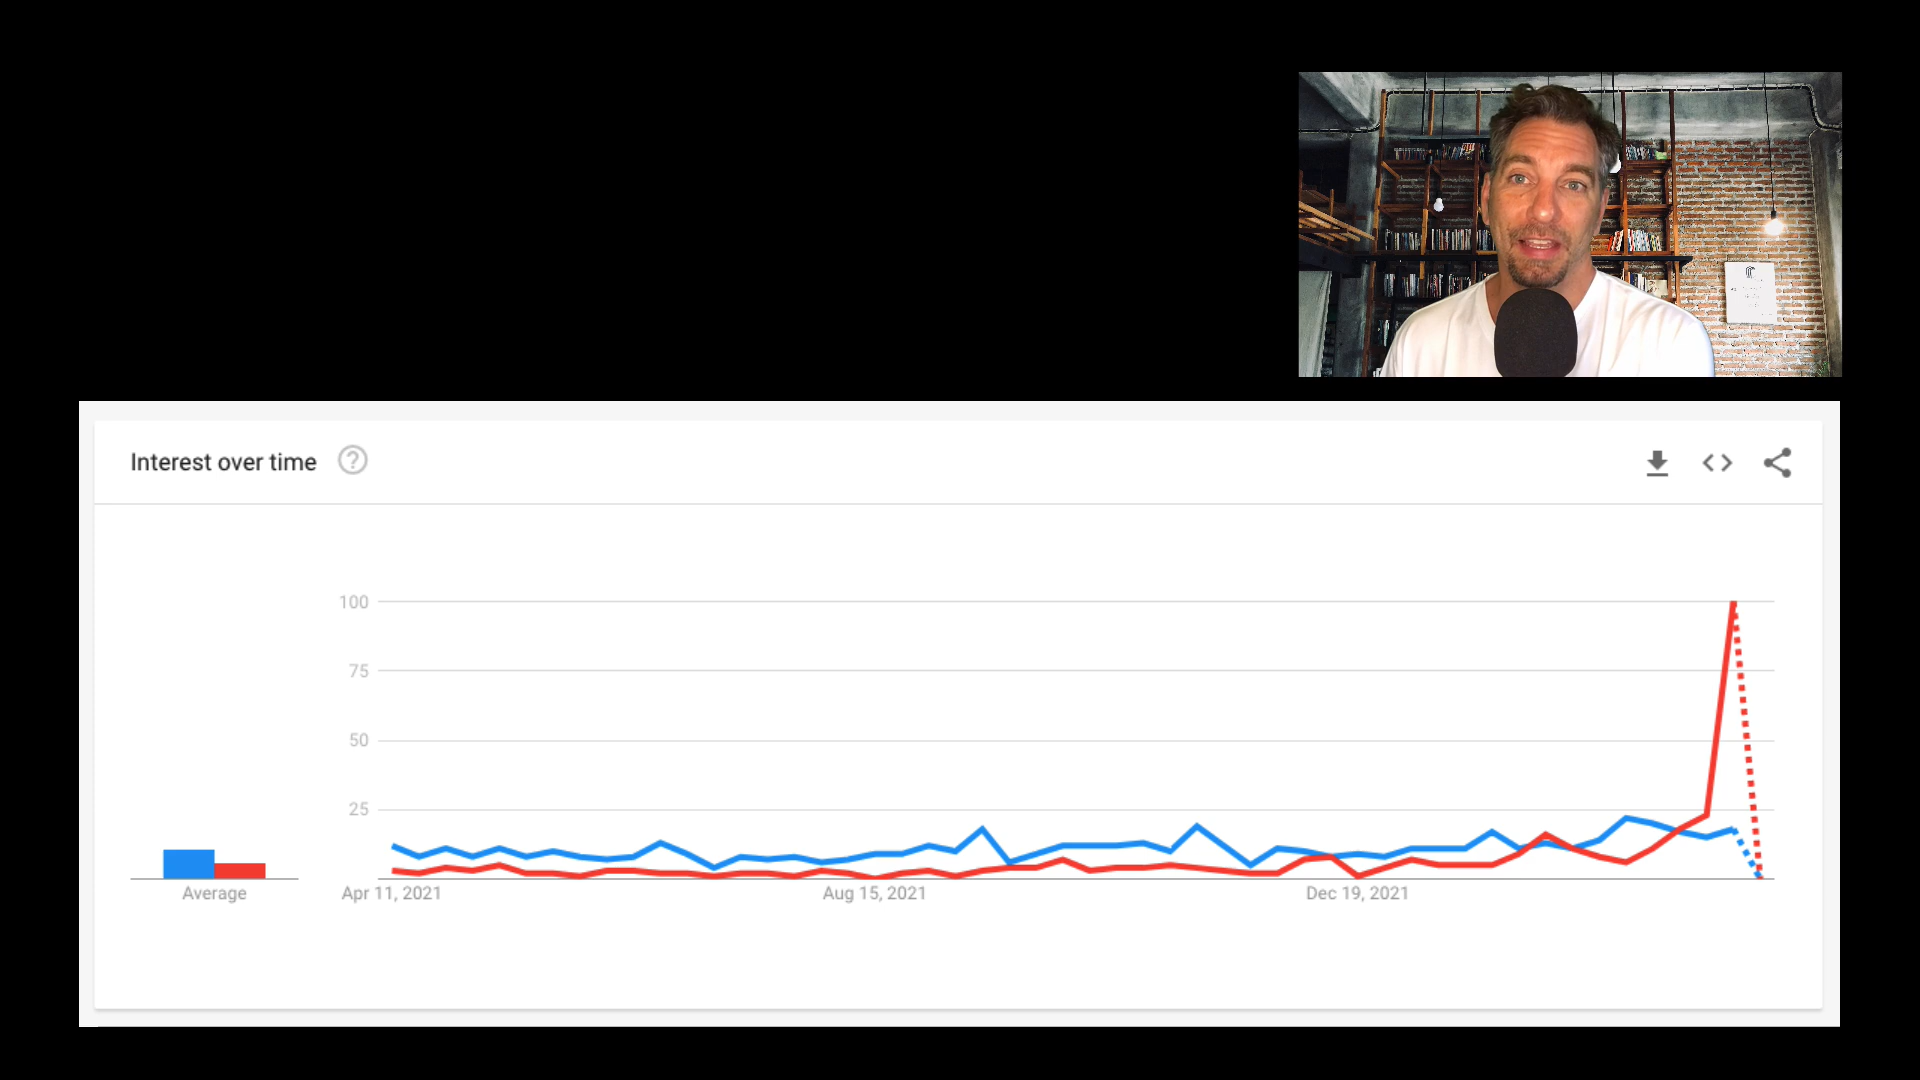 Interest over time ?
100
75
50
25
Average
Apr 11, 2021
Aug 15, 2021
Dec 19, 2021